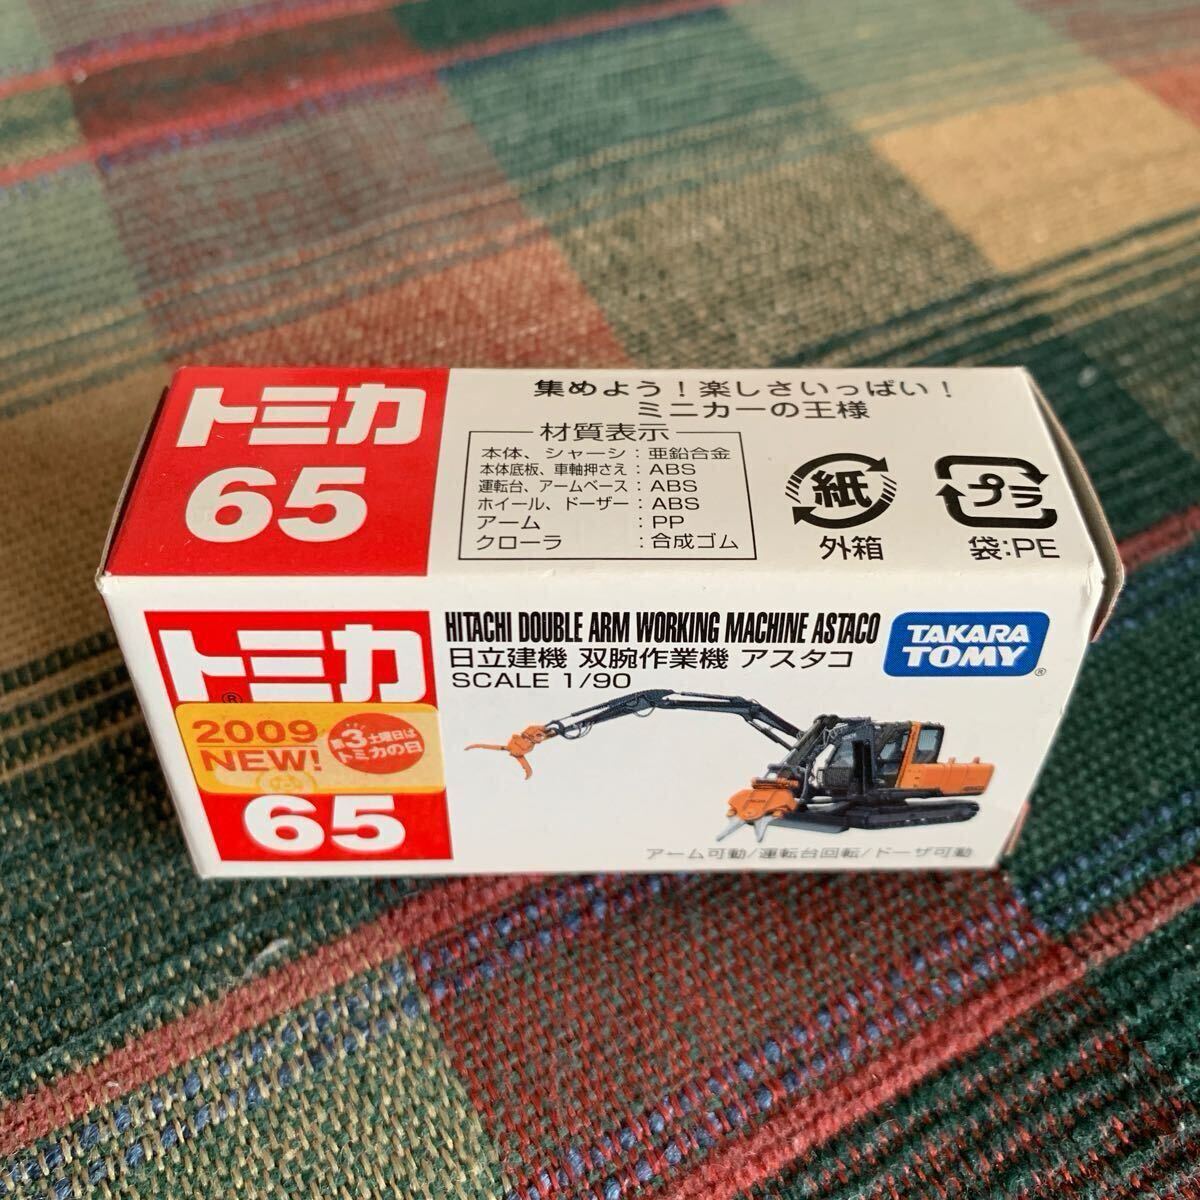 トミカ
65
集めよう！楽しさいっぱい！
ミニカーの王様
材質表示
本体、シャーシ：亜鉛合金
本体底板、車軸押さえ：ABS
運転台、アームベース：ABS
ホイール、ドーザー：ABS
アーム：PP
クローラ：合成ゴム
紙
外箱
プラ
袋:PE
トミカ
®
2009
NEW!
第3土曜日は
トミカの日
65
HITACHI DOUBLE ARM WORKING MACHINE ASTACO
日立建機 双腕作業機 アスタコ
SCALE 1/90
TAKARA
TOMY
®
アーム可動/運転台回転/ドーザ可動